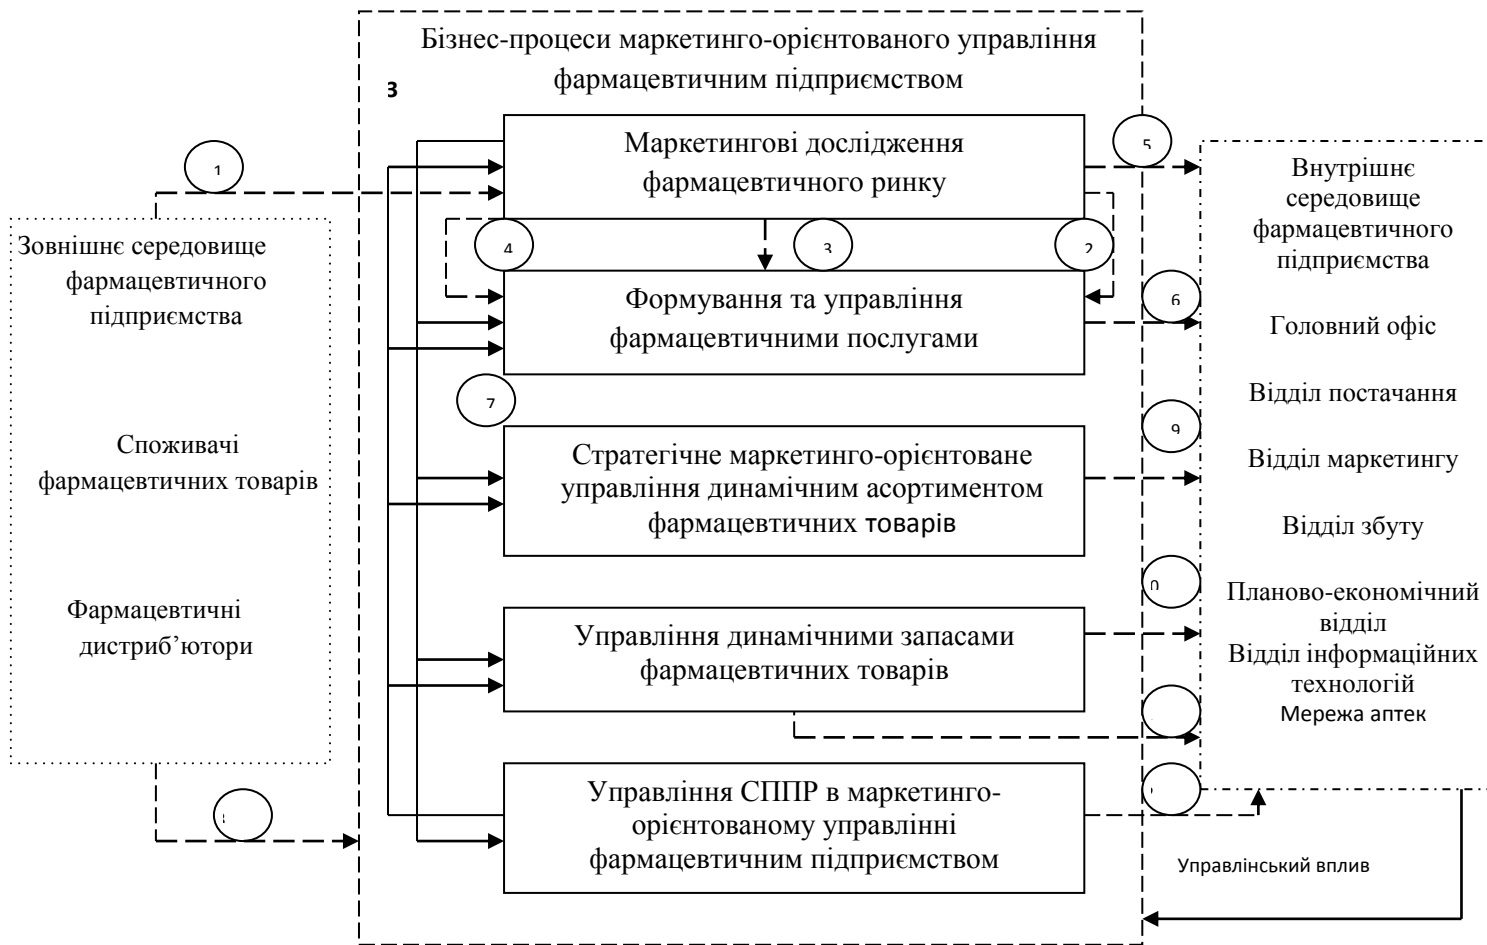 Бізнес-процеси маркетинго-орієнтованого управління
фармацевтичним підприємством
3
1
Зовнішнє середовище
фармацевтичного
підприємства
Споживачі
фармацевтичних товарів
Фармацевтичні
дистриб’ютори
Маркетингові дослідження
фармацевтичного ринку
4
3
2
Формування та управління
фармацевтичними послугами
7
Стратегічне маркетинго-орієнтоване
управління динамічним асортиментом
фармацевтичних товарів
Управління динамічними запасами
фармацевтичних товарів
Управління СППР в маркетинго-
орієнтованому управлінні
фармацевтичним підприємством
5
6
9
0
Внутрішнє
середовище
фармацевтичного
підприємства
Головний офіс
Відділ постачання
Відділ маркетингу
Відділ збуту
Планово-економічний
відділ
Відділ інформаційних
технологій
Мережа аптек
Управлінський вплив